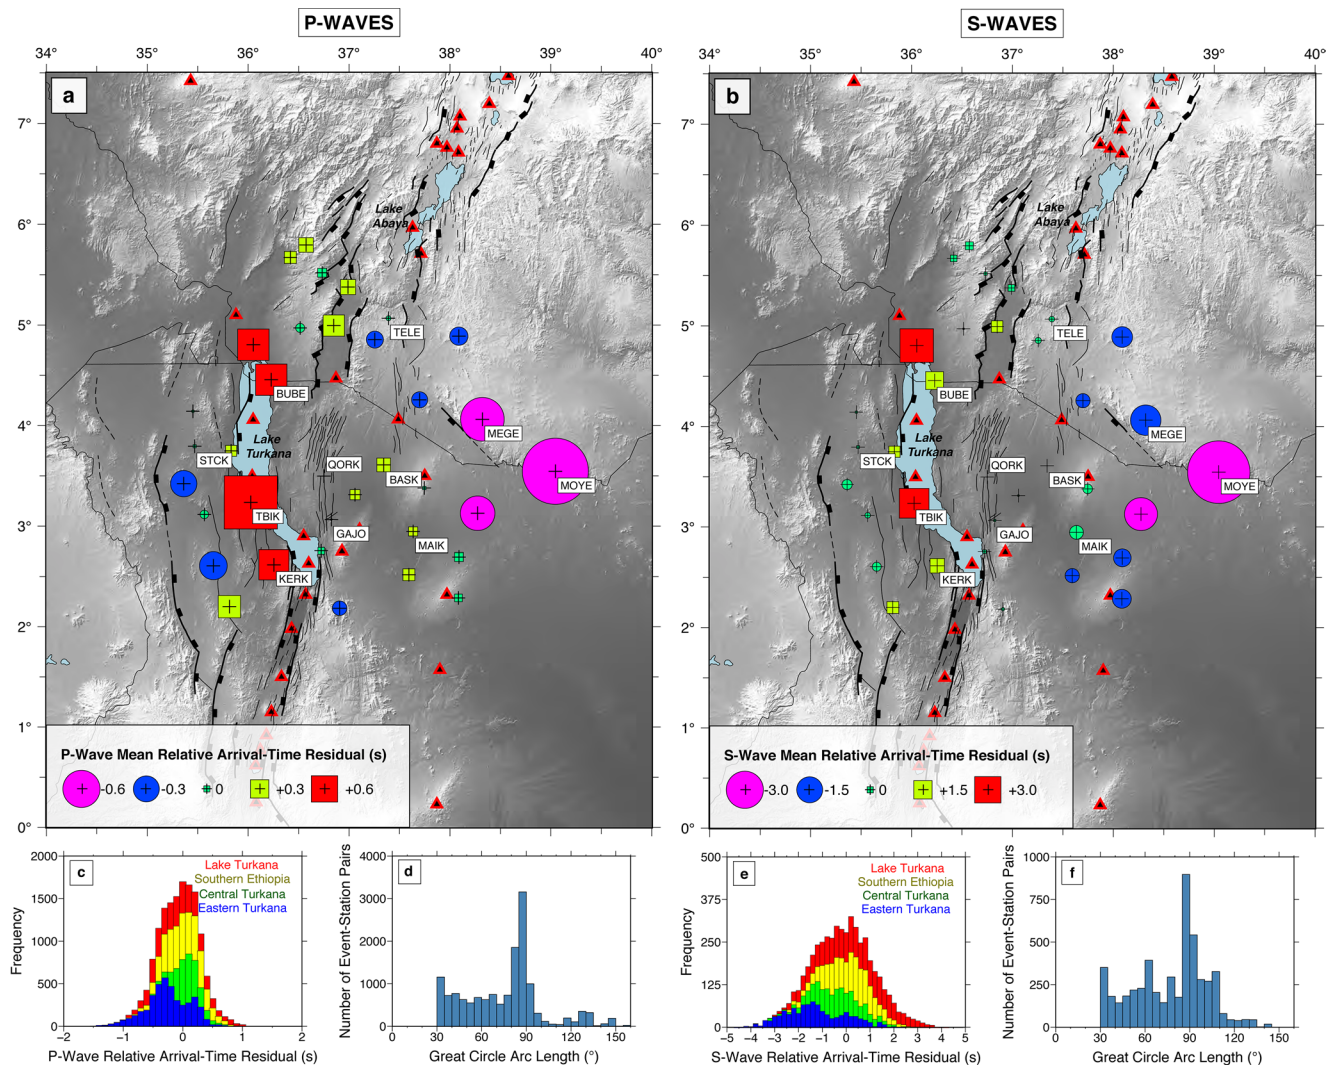 P-WAVES
S-WAVES
34° 35° 36° 37° 38° 39° 40°
34° 35° 36° 37° 38° 39° 40°
a
b
7°
7°
6°
6°
5°
5°
4°
4°
3°
3°
2°
2°
1°
1°
0°
0°
Lake
Abaya
TELE
BUBE
MEGE
Lake
Turkana
STCK
QORK
BASK
MOYE
TBIK
GAJO
MAIK
KERK
P-Wave Mean Relative Arrival-Time Residual (s)
-0.6 -0.3 0 +0.3 +0.6
Lake
Abaya
TELE
BUBE
MEGE
Lake
Turkana
STCK
QORK
BASK
MOYE
TBIK
GAJO
MAIK
KERK
S-Wave Mean Relative Arrival-Time Residual (s)
-3.0 -1.5 0 +1.5 +3.0
c
Lake Turkana
Southern Ethiopia
Central Turkana
Eastern Turkana
Frequency
2000
1500
1000
500
0
−2 −1 0 1 2
P-Wave Relative Arrival-Time Residual (s)
d
Number of Event-Station Pairs
4000
3000
2000
1000
0
0 30 60 90 120 150
Great Circle Arc Length (°)
e
Lake Turkana
Southern Ethiopia
Central Turkana
Eastern Turkana
Frequency
500
375
250
125
0
−5 −4 −3 −2 −1 0 1 2 3 4 5
S-Wave Relative Arrival-Time Residual (s)
f
Number of Event-Station Pairs
1000
750
500
250
0
0 30 60 90 120 150
Great Circle Arc Length (°)